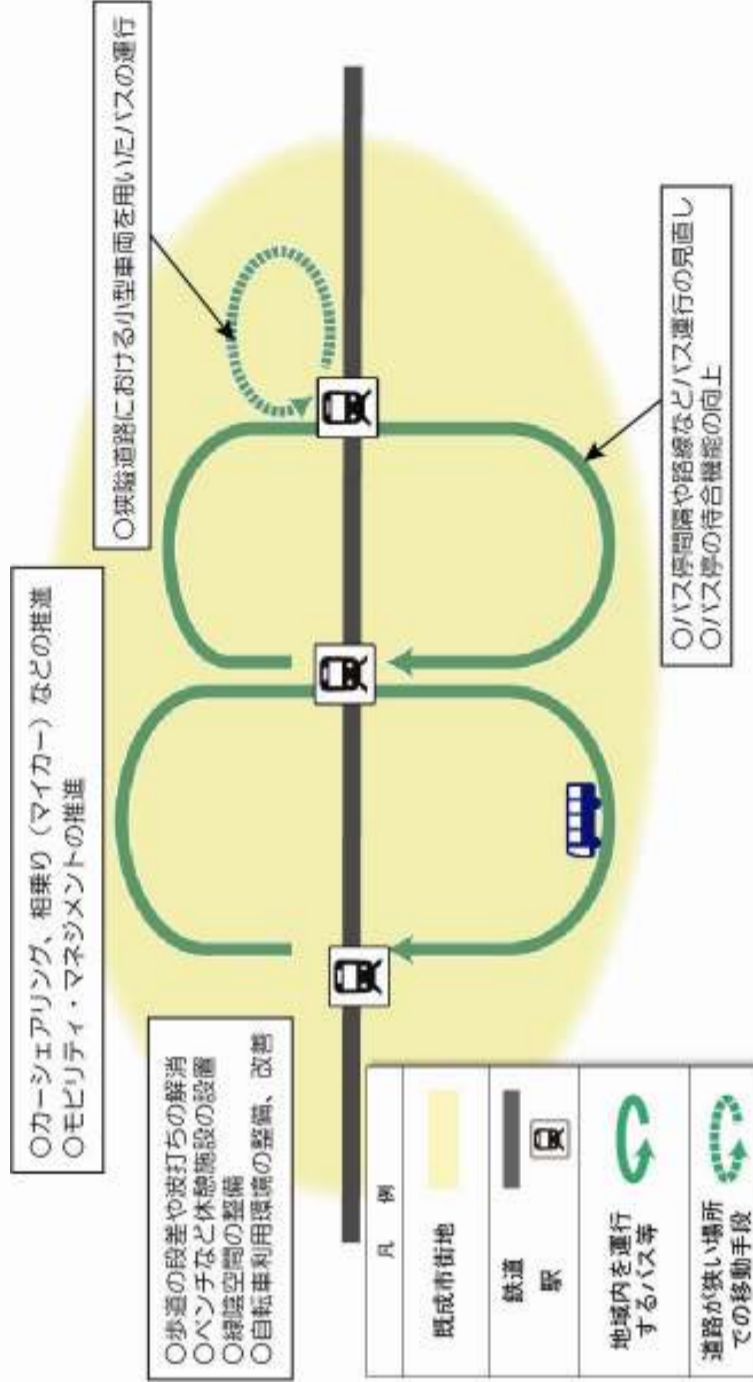 ○カーシェアリング、相乗り（マイカー）などの推進
○モビリティ・マネジメントの推進
○狭隘道路における小型車両を用いたバスの運行
○歩道の段差や波打ちの解消
○ベンチなど休憩施設の設置
○緑陰空間の整備
○自転車利用環境の整備、改善
○バス停間隔や路線などバス運行の見直し
○バス停の待合機能の向上
凡　例
既成市街地
鉄道
駅
地域内を運行
するバス等
道路が狭い場所
での移動手段